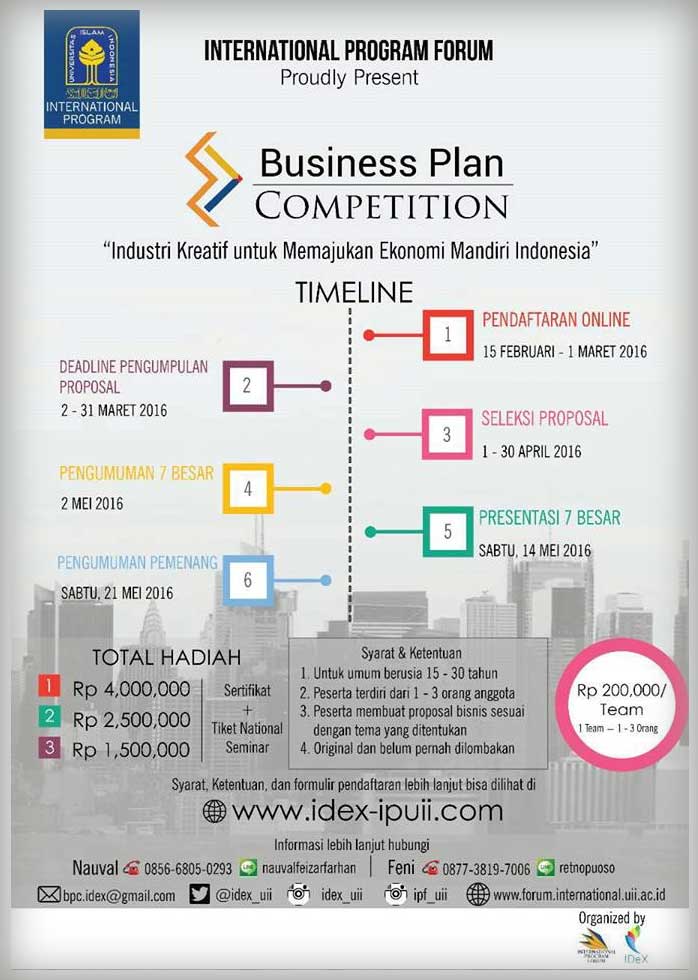 UNIVERSITAS ISLAM INDONESIA
INTERNATIONAL
PROGRAM
INTERNATIONAL PROGRAM FORUM
Proudly Present
Business Plan
COMPETITION
“Industri Kreatif untuk Memajukan Ekonomi Mandiri Indonesia”
TIMELINE
1
PENDAFTARAN ONLINE
15 FEBRUARI - 1 MARET 2016
DEADLINE PENGUMPULAN
PROPOSAL
2 - 31 MARET 2016
2
3
SELEKSI PROPOSAL
1 - 30 APRIL 2016
PENGUMUMAN 7 BESAR
2 MEI 2016
4
5
PRESENTASI 7 BESAR
SABTU, 14 MEI 2016
PENGUMUMAN PEMENANG
SABTU, 21 MEI 2016
6
TOTAL HADIAH
1 Rp 4,000,000
2 Rp 2,500,000
3 Rp 1,500,000
Sertifikat
+
Tiket National
Seminar
Syarat & Ketentuan
1. Untuk umum berusia 15 - 30 tahun
2. Peserta terdiri dari 1 - 3 orang anggota
3. Peserta membuat proposal bisnis sesuai
dengan tema yang ditentukan
4. Original dan belum pernah dilombakan
Rp 200,000/
Team
1 Team – 1 - 3 Orang
Syarat, Ketentuan, dan formulir pendaftaran lebih lanjut bisa dilihat di
www.idex-ipuii.com
Informasi lebih lanjut hubungi
Nauval 0856-6805-0293 LINE nauvalfeizarfarhan | Feni 0877-3819-7006 LINE retnopuoso
bpc.idex@gmail.com @idex_uii idex_uii ipf_uii www.forum.international.uii.ac.id
Organized by
INTERNATIONAL
PROGRAM
FORUM
IDeX